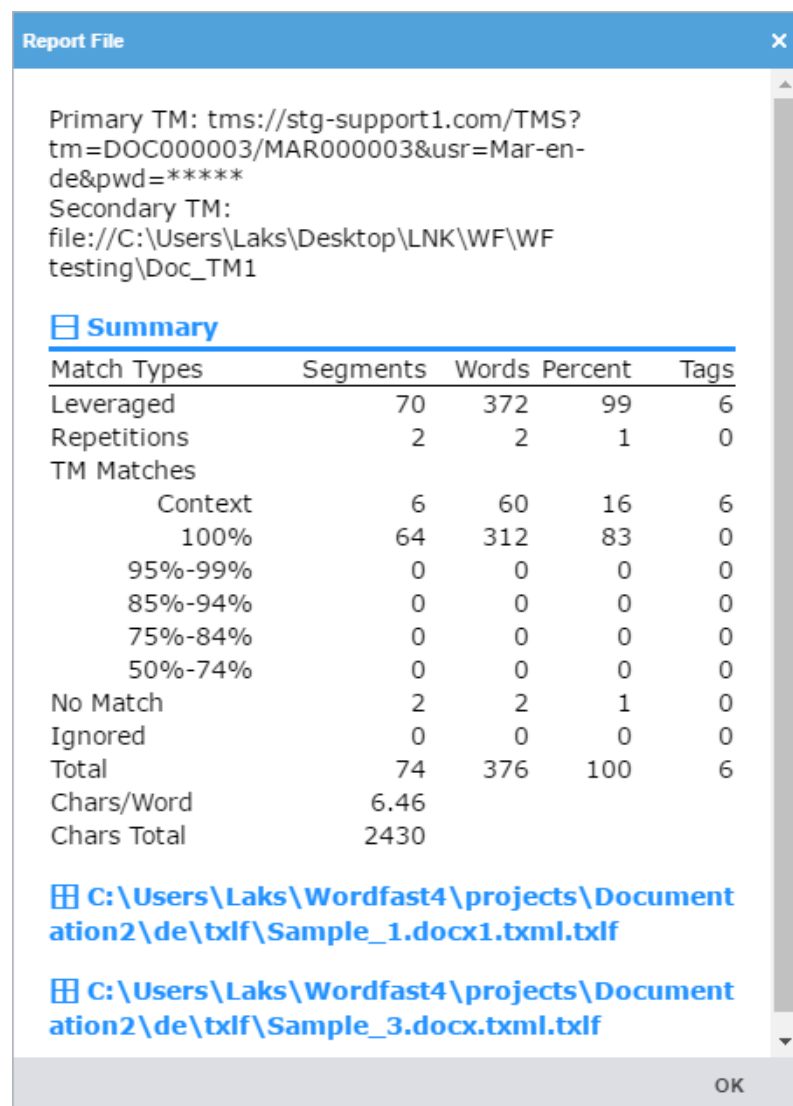 Report File
Primary TM: tms://stg-support1.com/TMS?
tm=DOC000003/MAR000003&usr=Mar-en-
de&pwd=*****
Secondary TM:
file://C:\Users\Laks\Desktop\LNK\WF\WF
testing\Doc_TM1
Summary
Match Types Segments Words Percent Tags
Leveraged 70 372 99 6
Repetitions 2 2 1 0
TM Matches
Context 6 60 16 6
100% 64 312 83 0
95%-99% 0 0 0 0
85%-94% 0 0 0 0
75%-84% 0 0 0 0
50%-74% 0 0 0 0
No Match 2 2 1 0
Ignored 0 0 0 0
Total 74 376 100 6
Chars/Word 6.46
Chars Total 2430
C:\Users\Laks\Wordfast4\projects\Document
ation2\de\txlf\Sample_1.docx1.txml.txlf
C:\Users\Laks\Wordfast4\projects\Document
ation2\de\txlf\Sample_3.docx.txml.txlf
OK